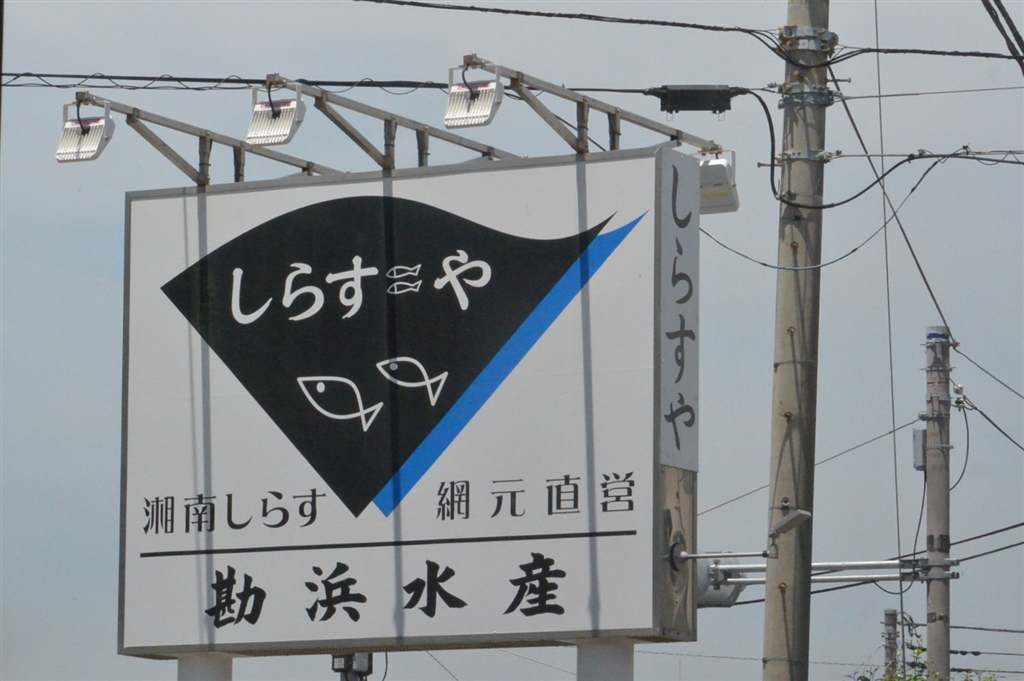 しらすや
湘南しらす 網元直営
勘浜水産
しらすや